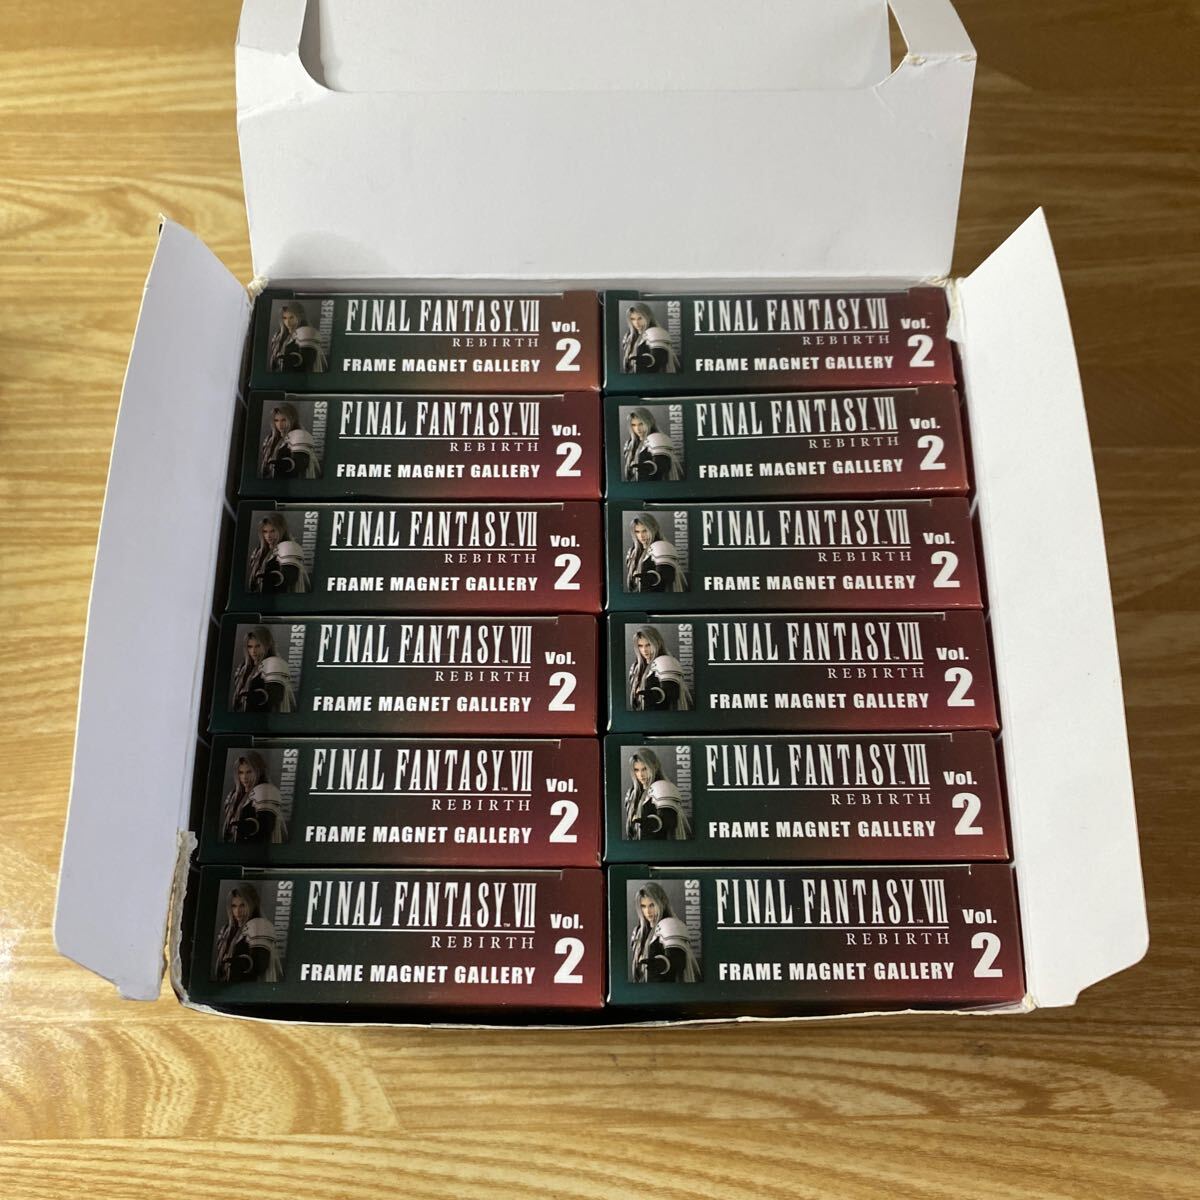 SEPHIROTH
FINAL FANTASY VII
REBIRTH
FRAME MAGNET GALLERY
Vol.
2
SEPHIROTH
FINAL FANTASY VII
REBIRTH
FRAME MAGNET GALLERY
Vol.
2
SEPHIROTH
FINAL FANTASY VII
REBIRTH
FRAME MAGNET GALLERY
Vol.
2
SEPHIROTH
FINAL FANTASY VII
REBIRTH
FRAME MAGNET GALLERY
Vol.
2
SEPHIROTH
FINAL FANTASY VII
REBIRTH
FRAME MAGNET GALLERY
Vol.
2
SEPHIROTH
FINAL FANTASY VII
REBIRTH
FRAME MAGNET GALLERY
Vol.
2
SEPHIROTH
FINAL FANTASY VII
REBIRTH
FRAME MAGNET GALLERY
Vol.
2
SEPHIROTH
FINAL FANTASY VII
REBIRTH
FRAME MAGNET GALLERY
Vol.
2
SEPHIROTH
FINAL FANTASY VII
REBIRTH
FRAME MAGNET GALLERY
Vol.
2
SEPHIROTH
FINAL FANTASY VII
REBIRTH
FRAME MAGNET GALLERY
Vol.
2
SEPHIROTH
FINAL FANTASY VII
REBIRTH
FRAME MAGNET GALLERY
Vol.
2
SEPHIROTH
FINAL FANTASY VII
REBIRTH
FRAME MAGNET GALLERY
Vol.
2